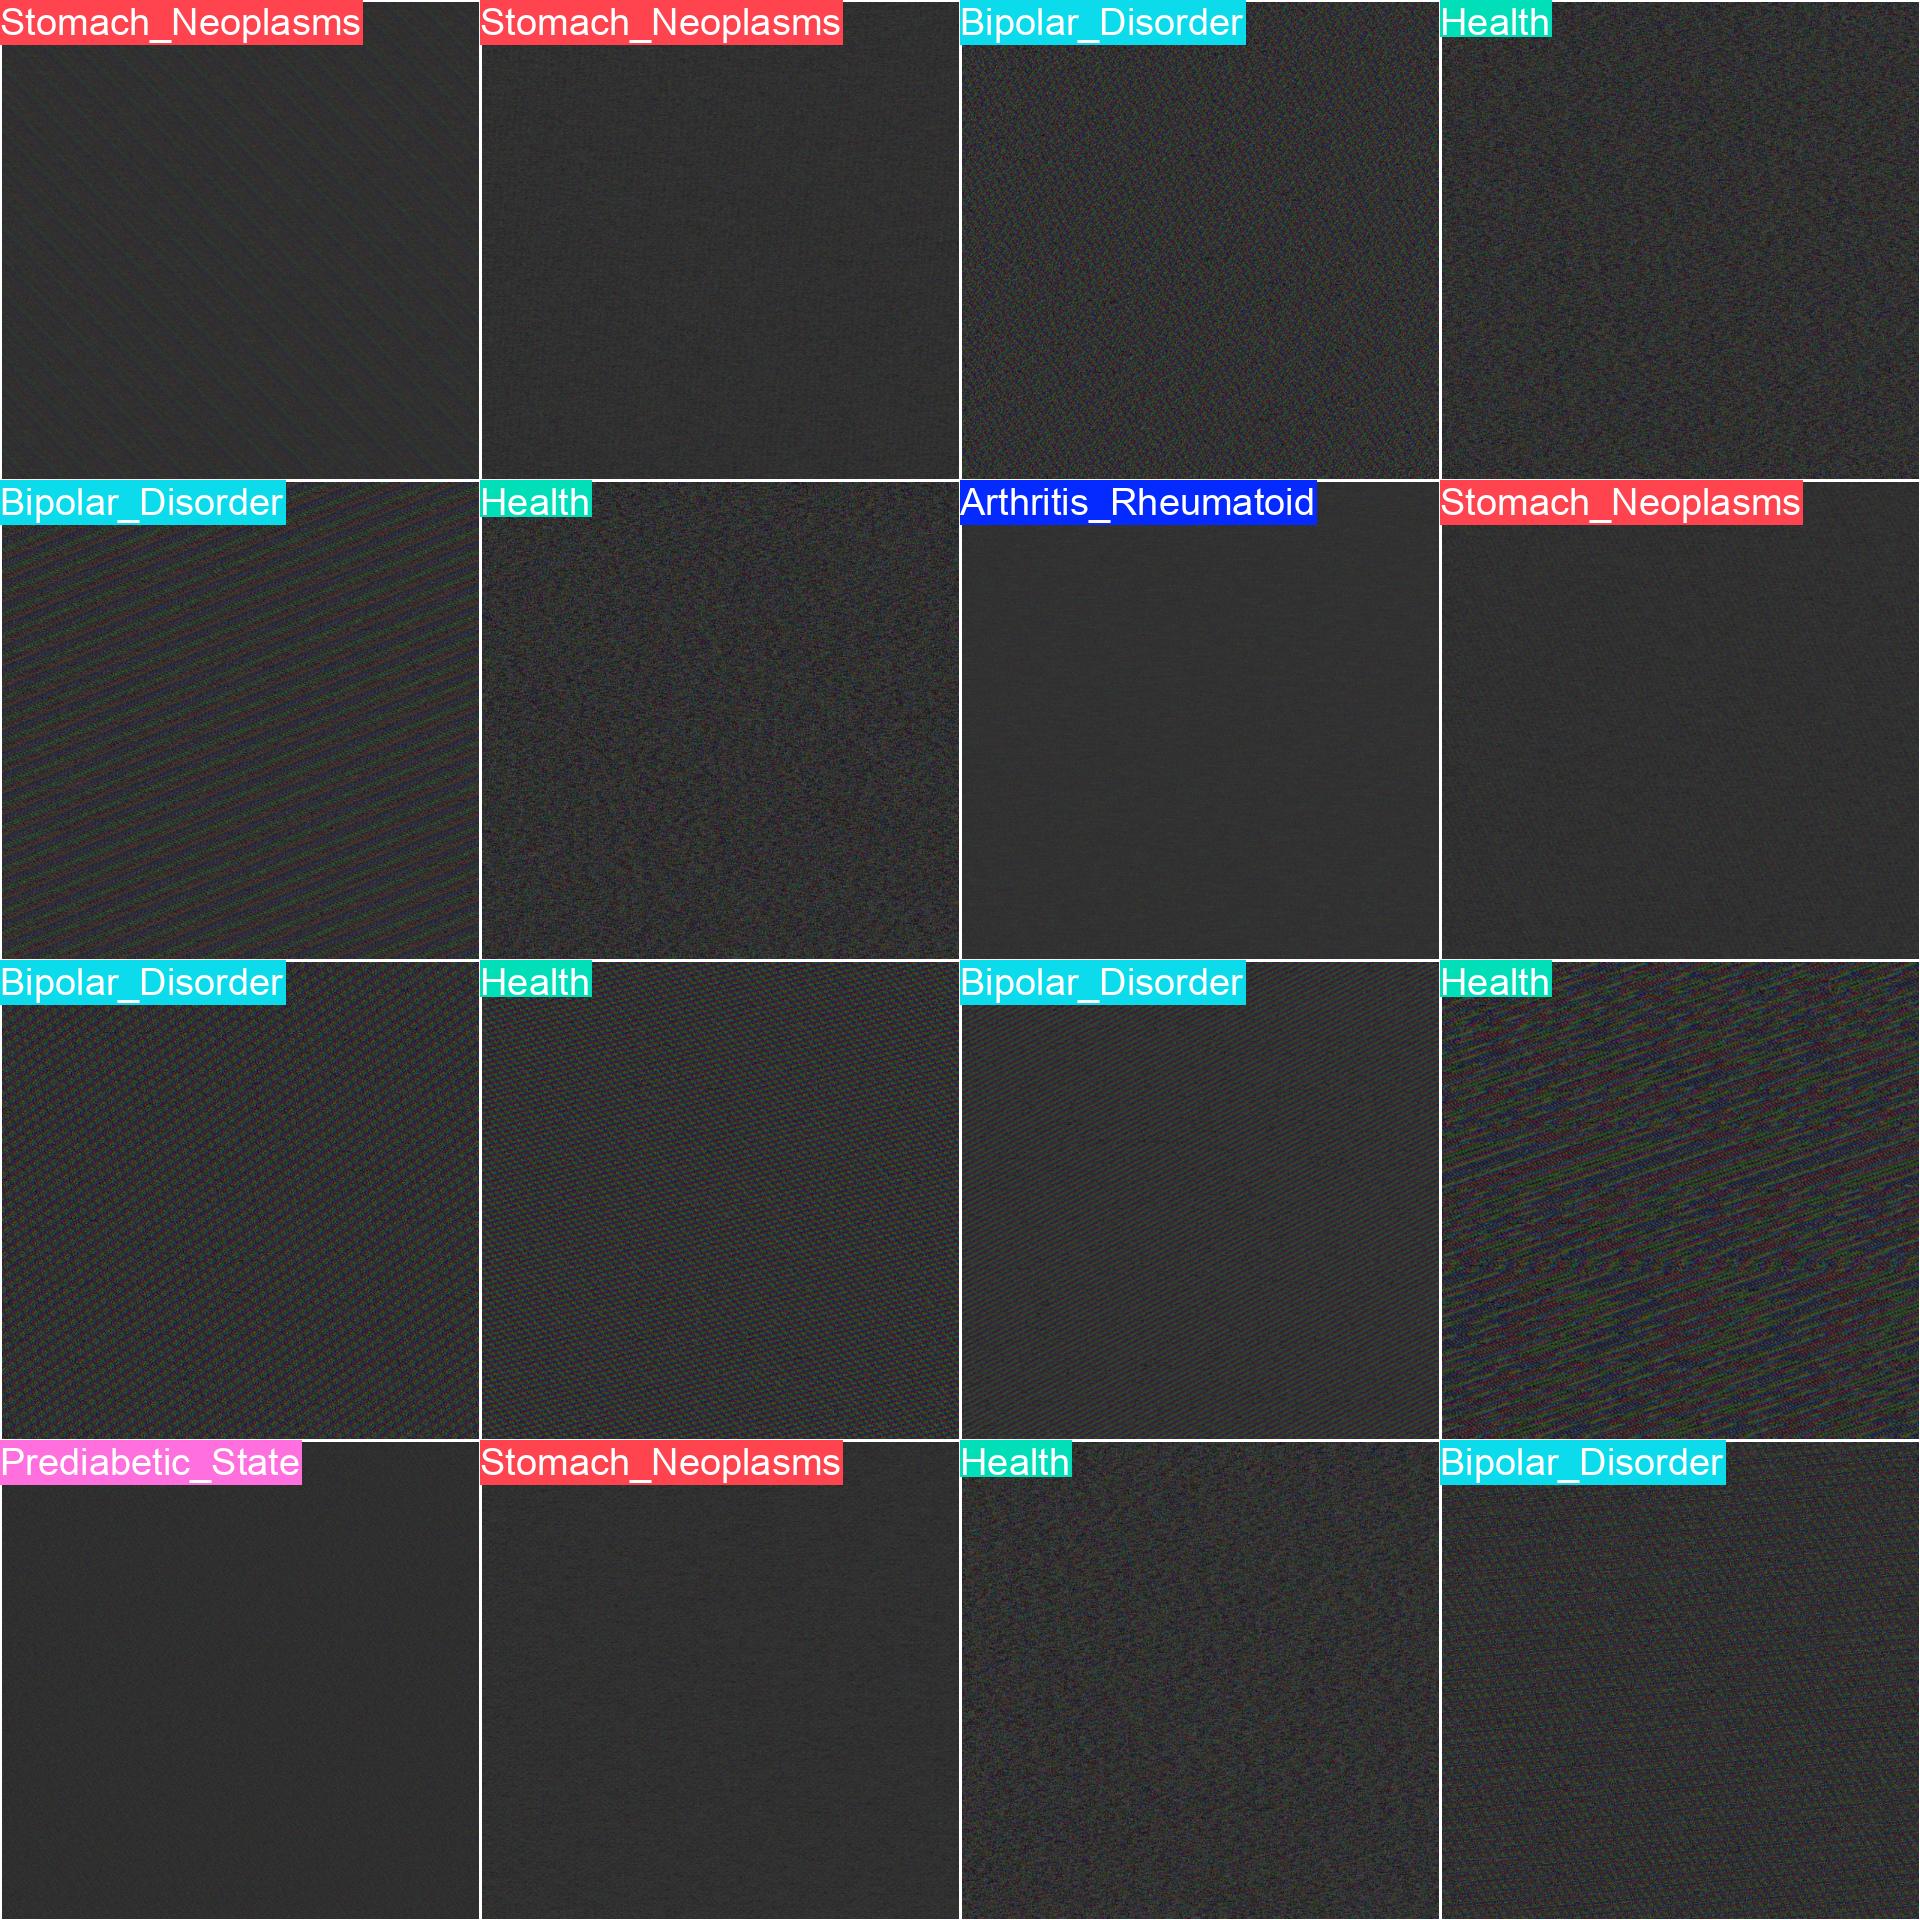 Stomach_Neoplasms
Stomach_Neoplasms
Bipolar_Disorder
Health
Bipolar_Disorder
Health
Arthritis_Rheumatoid
Stomach_Neoplasms
Bipolar_Disorder
Health
Bipolar_Disorder
Health
Prediabetic_State
Stomach_Neoplasms
Health
Bipolar_Disorder